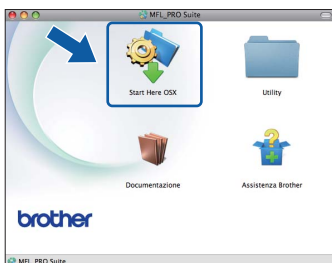 MFL_PRO Suite
Start Here OSX
Utility
Documentazione
Assistenza Brother
brother
MFL_PRO Suite